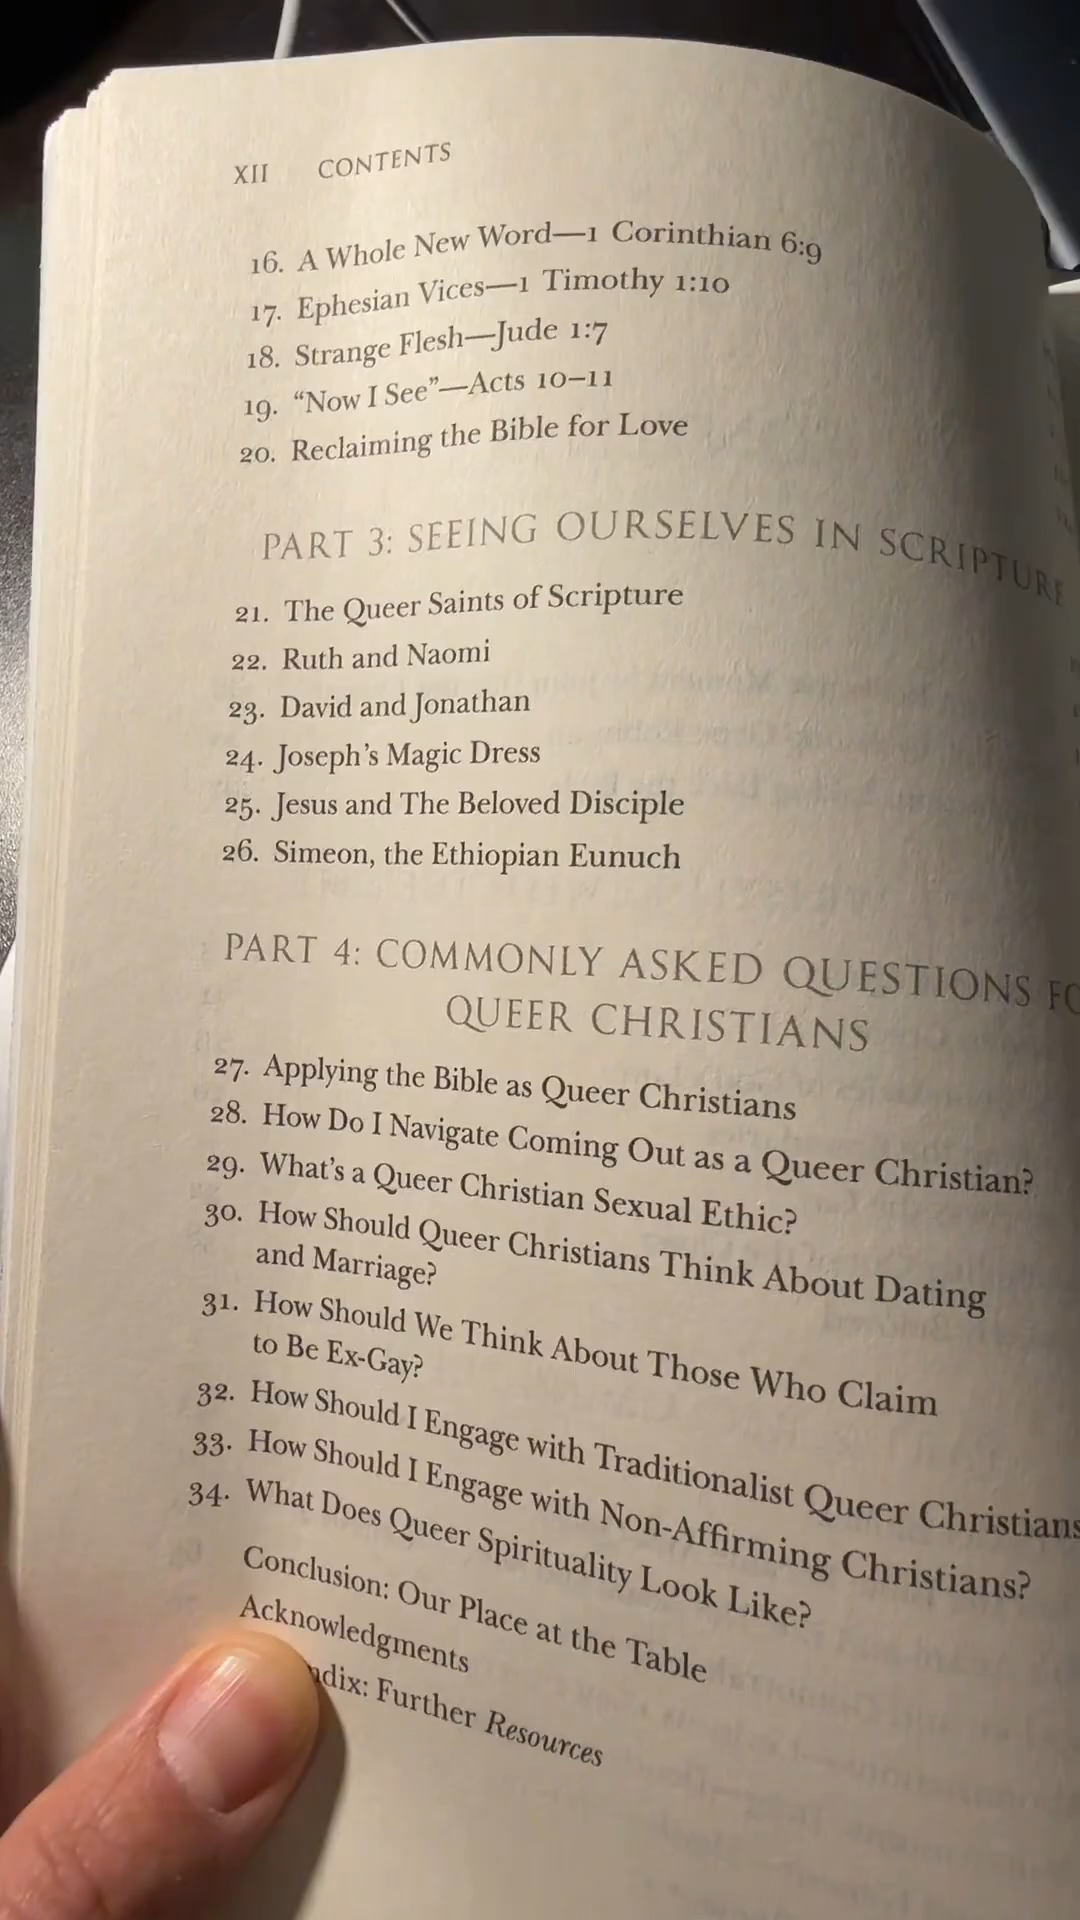 XII CONTENTS
16. A Whole New Word—1 Corinthian 6:9
17. Ephesian Vices—1 Timothy 1:10
18. Strange Flesh—Jude 1:7
19. “Now I See”—Acts 10–11
20. Reclaiming the Bible for Love
PART 3: SEEING OURSELVES IN SCRIPTURE
21. The Queer Saints of Scripture
22. Ruth and Naomi
23. David and Jonathan
24. Joseph’s Magic Dress
25. Jesus and The Beloved Disciple
26. Simeon, the Ethiopian Eunuch
PART 4: COMMONLY ASKED QUESTIONS FO
QUEER CHRISTIANS
27. Applying the Bible as Queer Christians
28. How Do I Navigate Coming Out as a Queer Christian?
29. What’s a Queer Christian Sexual Ethic?
30. How Should Queer Christians Think About Dating
and Marriage?
31. How Should We Think About Those Who Claim
to Be Ex-Gay?
32. How Should I Engage with Traditionalist Queer Christians
33. How Should I Engage with Non-Affirming Christians?
34. What Does Queer Spirituality Look Like?
Conclusion: Our Place at the Table
Acknowledgments
ndix: Further Resources